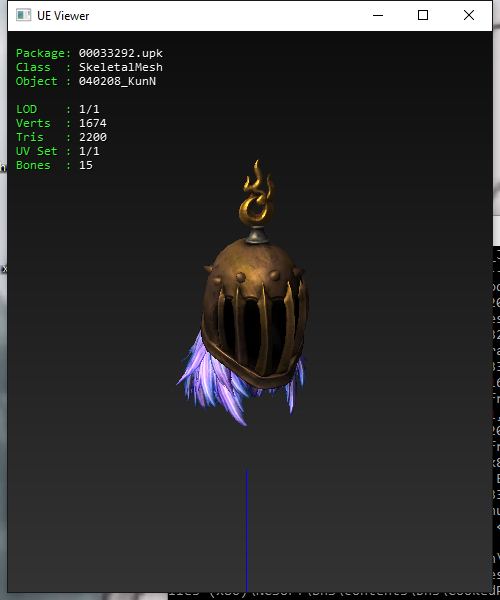 UE Viewer
Package: 00033292.upk
Class : SkeletalMesh
Object : 040208_KunN
LOD : 1/1
Verts : 1674
Tris : 2200
UV Set : 1/1
Bones : 15